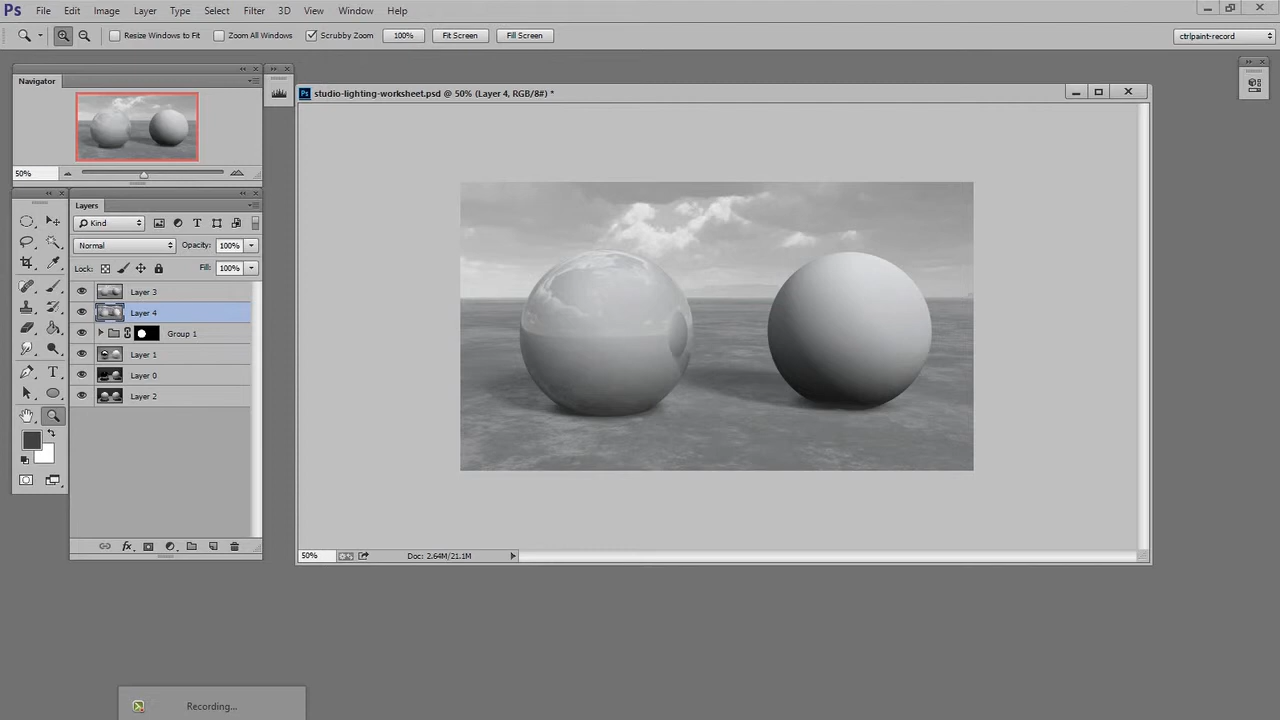 Ps File Edit Image Layer Type Select Filter 3D View Window Help
Resize Windows to Fit Zoom All Windows Scrubby Zoom 100% Fit Screen Fill Screen ctrlpaint-record
Navigator
50%
Layers
Kind
Normal Opacity: 100%
Lock: Fill: 100%
Layer 3
Layer 4
Group 1
Layer 1
Layer 0
Layer 2
Ps studio-lighting-worksheet.psd @ 50% (Layer 4, RGB/8#) *
50% Doc: 2.64M/21.1M
Recording...